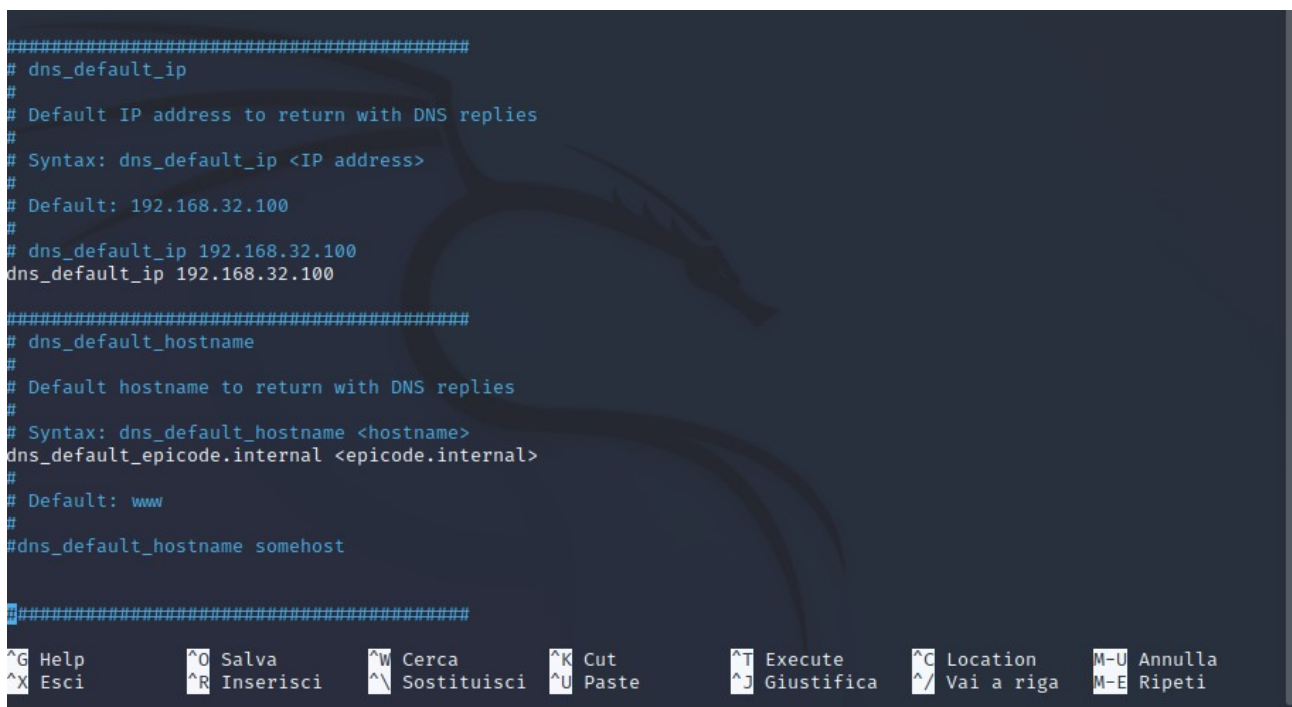 #########################################
# dns_default_ip
#
# Default IP address to return with DNS replies
#
# Syntax: dns_default_ip <IP address>
#
# Default: 192.168.32.100
#
# dns_default_ip 192.168.32.100
dns_default_ip 192.168.32.100
#########################################
# dns_default_hostname
#
# Default hostname to return with DNS replies
#
# Syntax: dns_default_hostname <hostname>
dns_default_epicode.internal <epicode.internal>
#
# Default: www
#
#dns_default_hostname somehost
#########################################
^G Help ^O Salva ^W Cerca ^K Cut ^T Execute ^C Location M-U Annulla
^X Esci ^R Inserisci ^\ Sostituisci ^U Paste ^J Giustifica ^/ Vai a riga M-E Ripeti